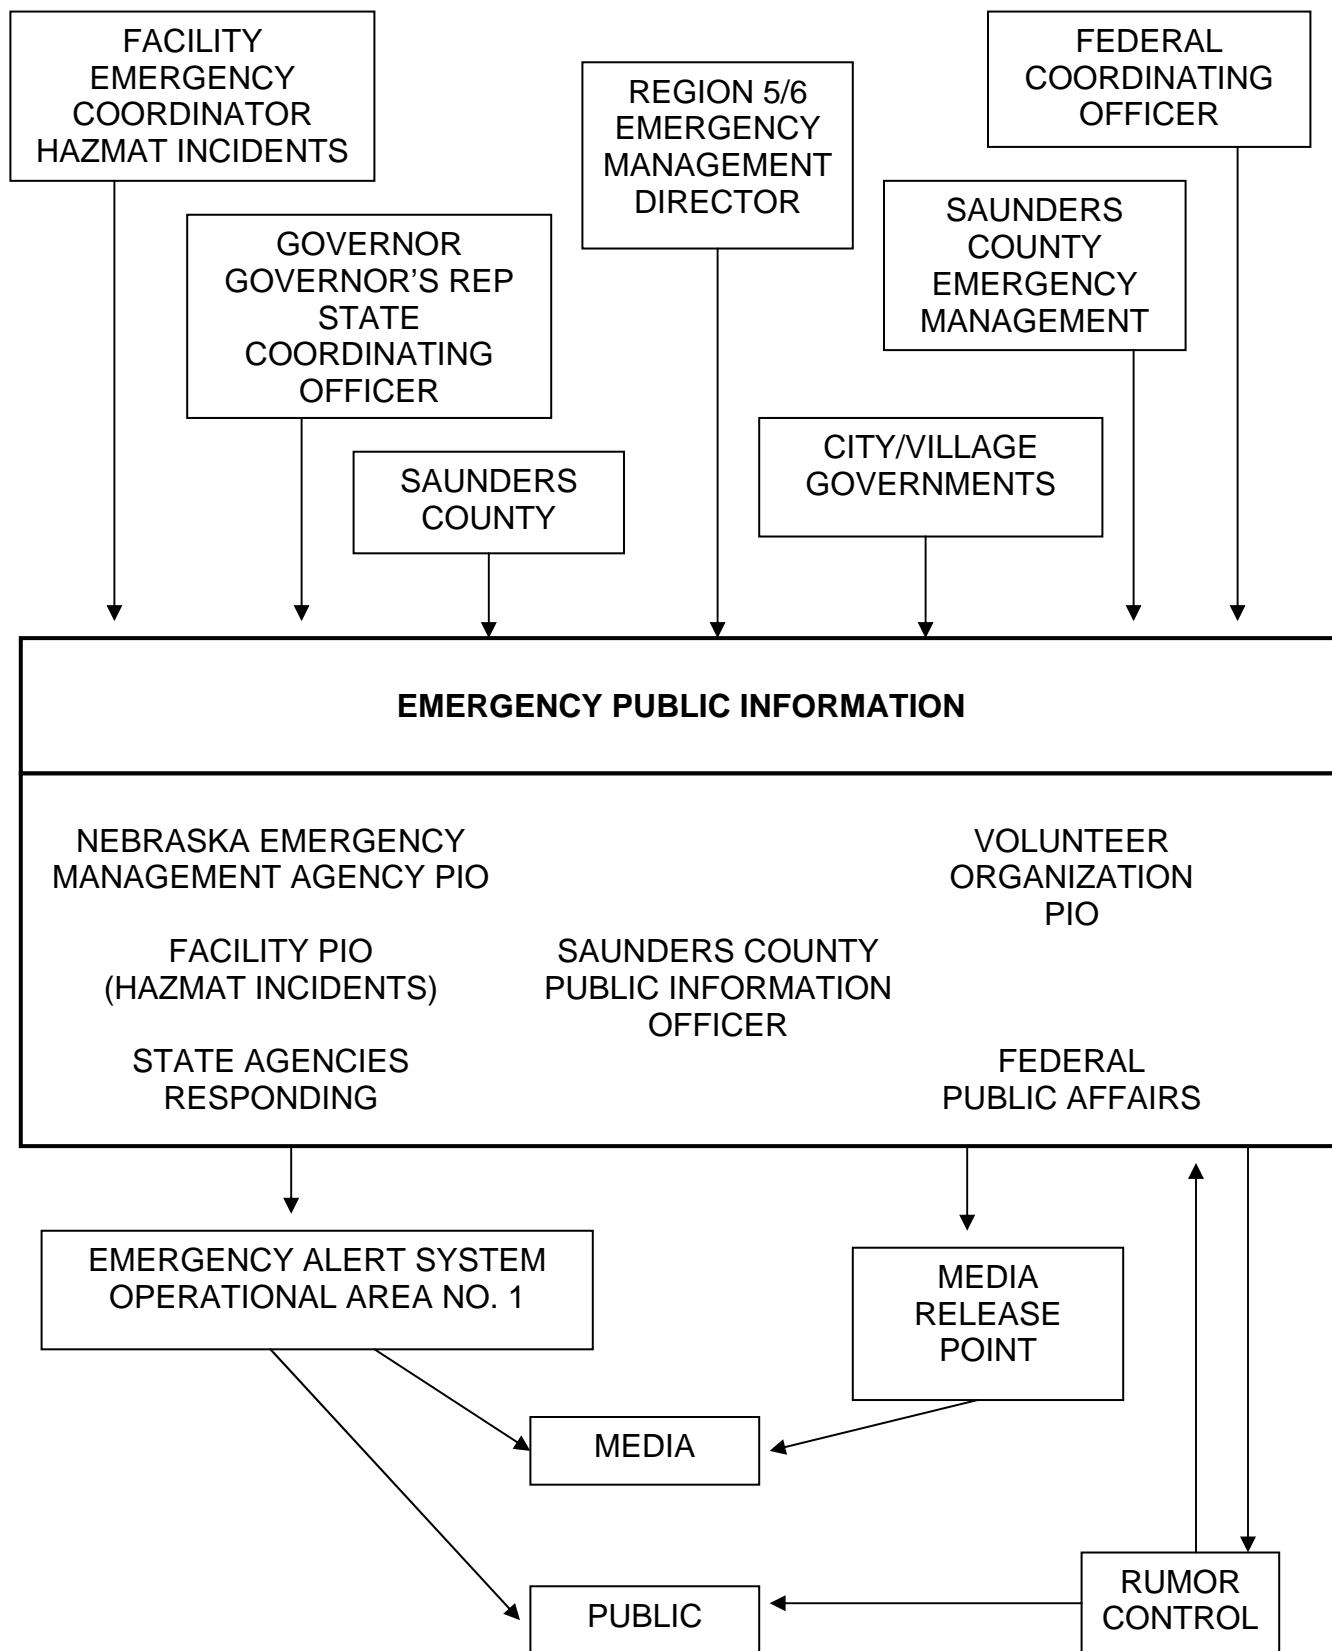 FACILITY
EMERGENCY
COORDINATOR
HAZMAT INCIDENTS
REGION 5/6
EMERGENCY
MANAGEMENT
DIRECTOR
FEDERAL
COORDINATING
OFFICER
GOVERNOR
GOVERNOR’S REP
STATE
COORDINATING
OFFICER
SAUNDERS
COUNTY
EMERGENCY
MANAGEMENT
SAUNDERS
COUNTY
CITY/VILLAGE
GOVERNMENTS
EMERGENCY PUBLIC INFORMATION
NEBRASKA EMERGENCY
MANAGEMENT AGENCY PIO
VOLUNTEER
ORGANIZATION
PIO
FACILITY PIO
(HAZMAT INCIDENTS)
SAUNDERS COUNTY
PUBLIC INFORMATION
OFFICER
STATE AGENCIES
RESPONDING
FEDERAL
PUBLIC AFFAIRS
EMERGENCY ALERT SYSTEM
OPERATIONAL AREA NO. 1
MEDIA
RELEASE
POINT
MEDIA
PUBLIC
RUMOR
CONTROL